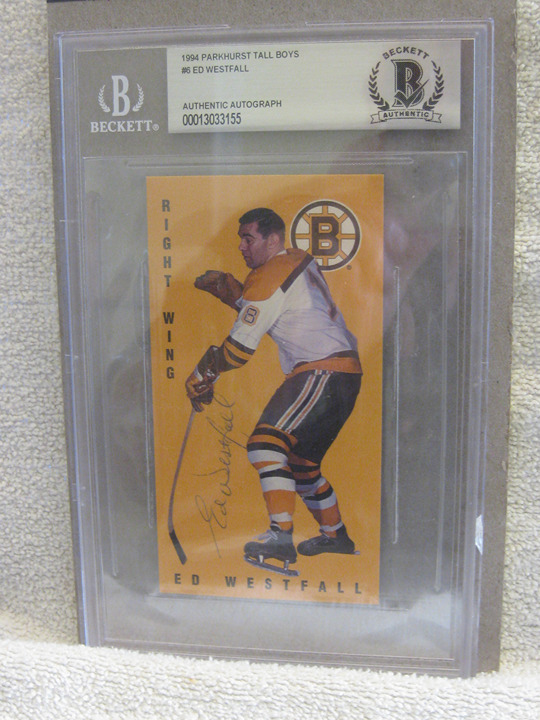 1994 PARKHURST TALL BOYS
#6 ED WESTFALL
AUTHENTIC AUTOGRAPH
00013033155
B
BECKETT®
BECKETT
B
AUTHENTIC
RIGHT WING
B
8
Ed Westfall
ED WESTFALL